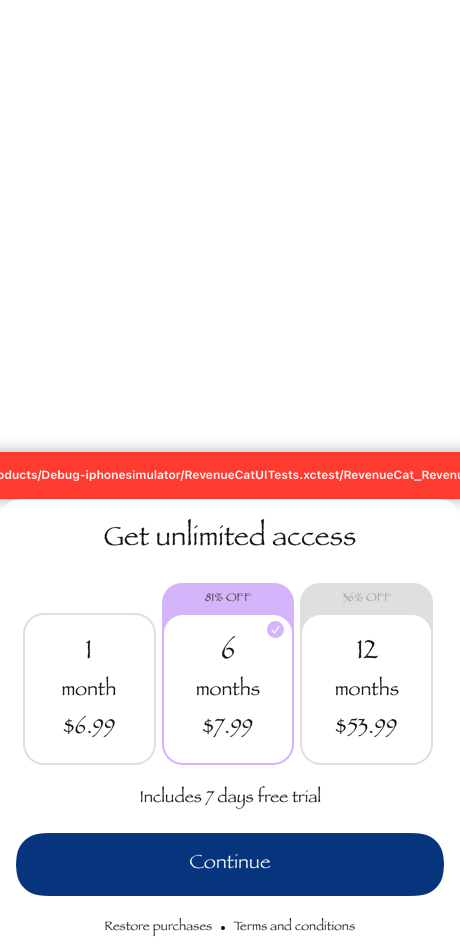 oducts/Debug-iphonesimulator/RevenueCatUITests.xctest/RevenueCat_Revenu
Get unlimited access
81% OFF
36% OFF
1
month
$6.99
6
months
$7.99
12
months
$53.99
Includes 7 days free trial
Continue
Restore purchases • Terms and conditions